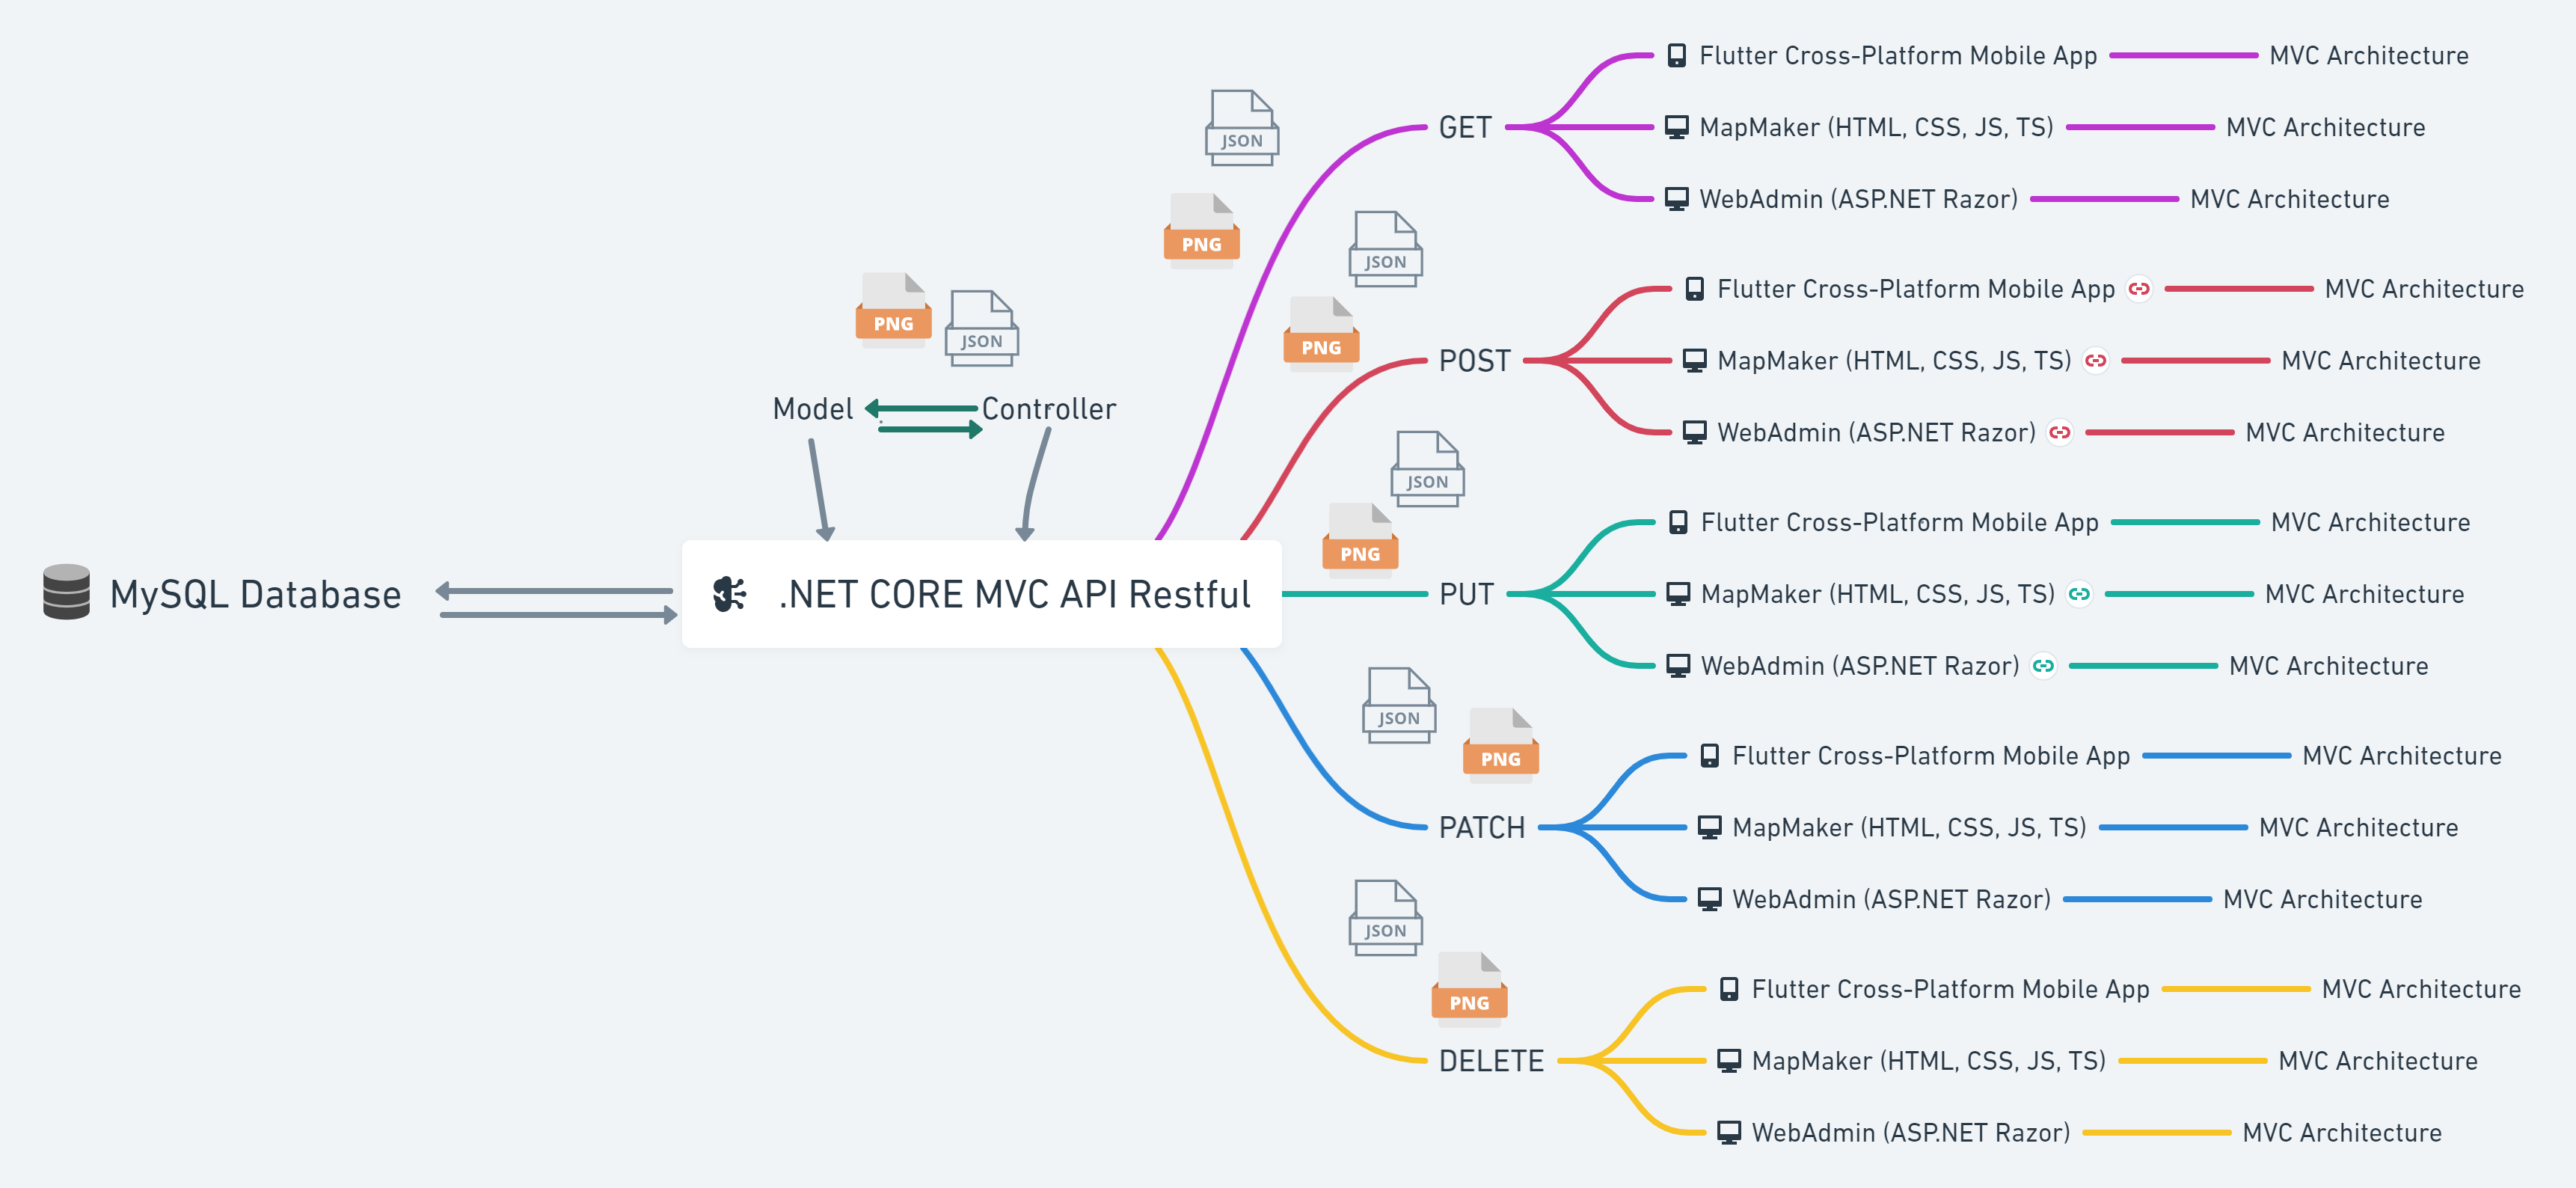 Flutter Cross-Platform Mobile App MVC Architecture
JSON
GET MapMaker (HTML, CSS, JS, TS) MVC Architecture
WebAdmin (ASP.NET Razor) MVC Architecture
PNG
JSON
Flutter Cross-Platform Mobile App MVC Architecture
PNG
JSON
PNG
POST MapMaker (HTML, CSS, JS, TS) MVC Architecture
Model Controller
WebAdmin (ASP.NET Razor) MVC Architecture
JSON
Flutter Cross-Platform Mobile App MVC Architecture
PNG
MySQL Database .NET CORE MVC API Restful PUT MapMaker (HTML, CSS, JS, TS) MVC Architecture
WebAdmin (ASP.NET Razor) MVC Architecture
JSON
PNG
Flutter Cross-Platform Mobile App MVC Architecture
PATCH MapMaker (HTML, CSS, JS, TS) MVC Architecture
WebAdmin (ASP.NET Razor) MVC Architecture
JSON
Flutter Cross-Platform Mobile App MVC Architecture
PNG
DELETE MapMaker (HTML, CSS, JS, TS) MVC Architecture
WebAdmin (ASP.NET Razor) MVC Architecture